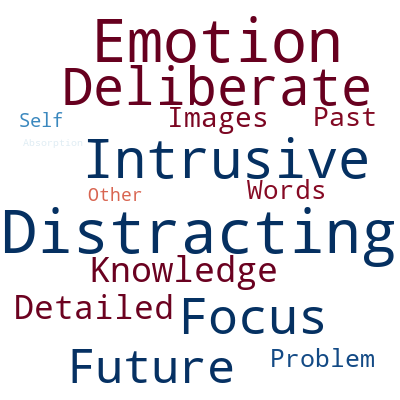 Emotion
Deliberate
Self Images Past
Absorption
Intrusive
Other Words
Distracting
Knowledge
Detailed Focus
Future Problem